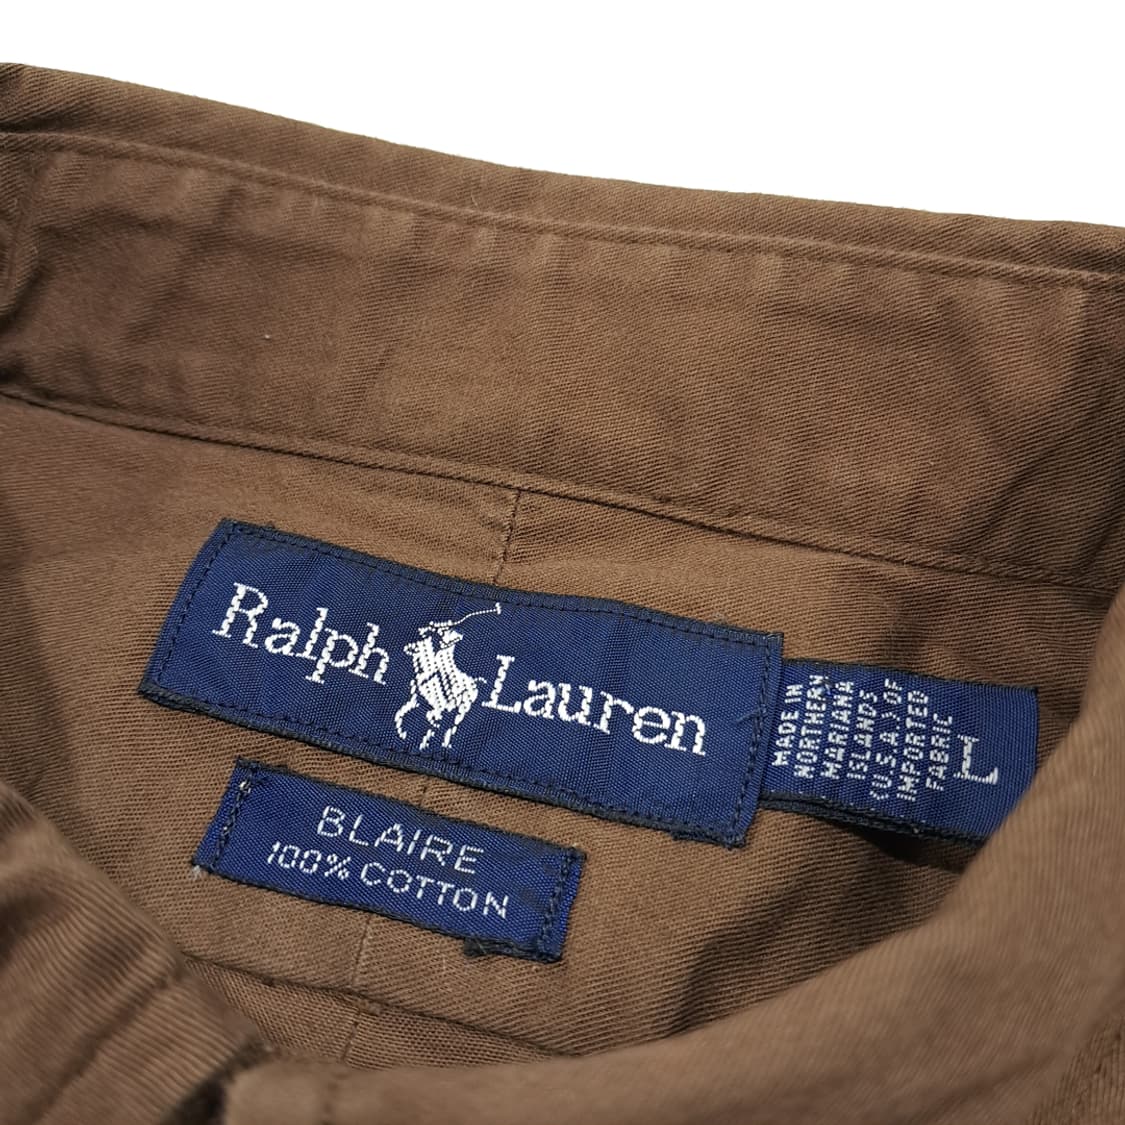 Ralph Lauren
BLAIRE
100% COTTON
MADE IN
NORTHERN
MARIANA
ISLANDS
(U.S.A.) OF
IMPORTED
FABRIC
L